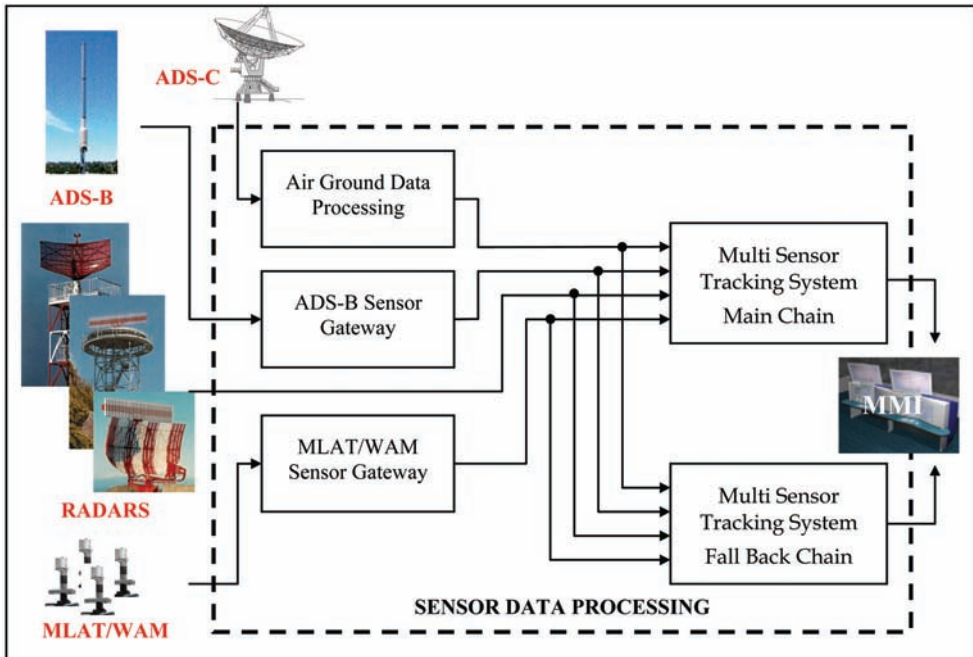 ADS-C
ADS-B
RADARS
MLAT/WAM
Air Ground Data
Processing
ADS-B Sensor
Gateway
MLAT/WAM
Sensor Gateway
Multi Sensor
Tracking System
Main Chain
MMI
Multi Sensor
Tracking System
Fall Back Chain
SENSOR DATA PROCESSING